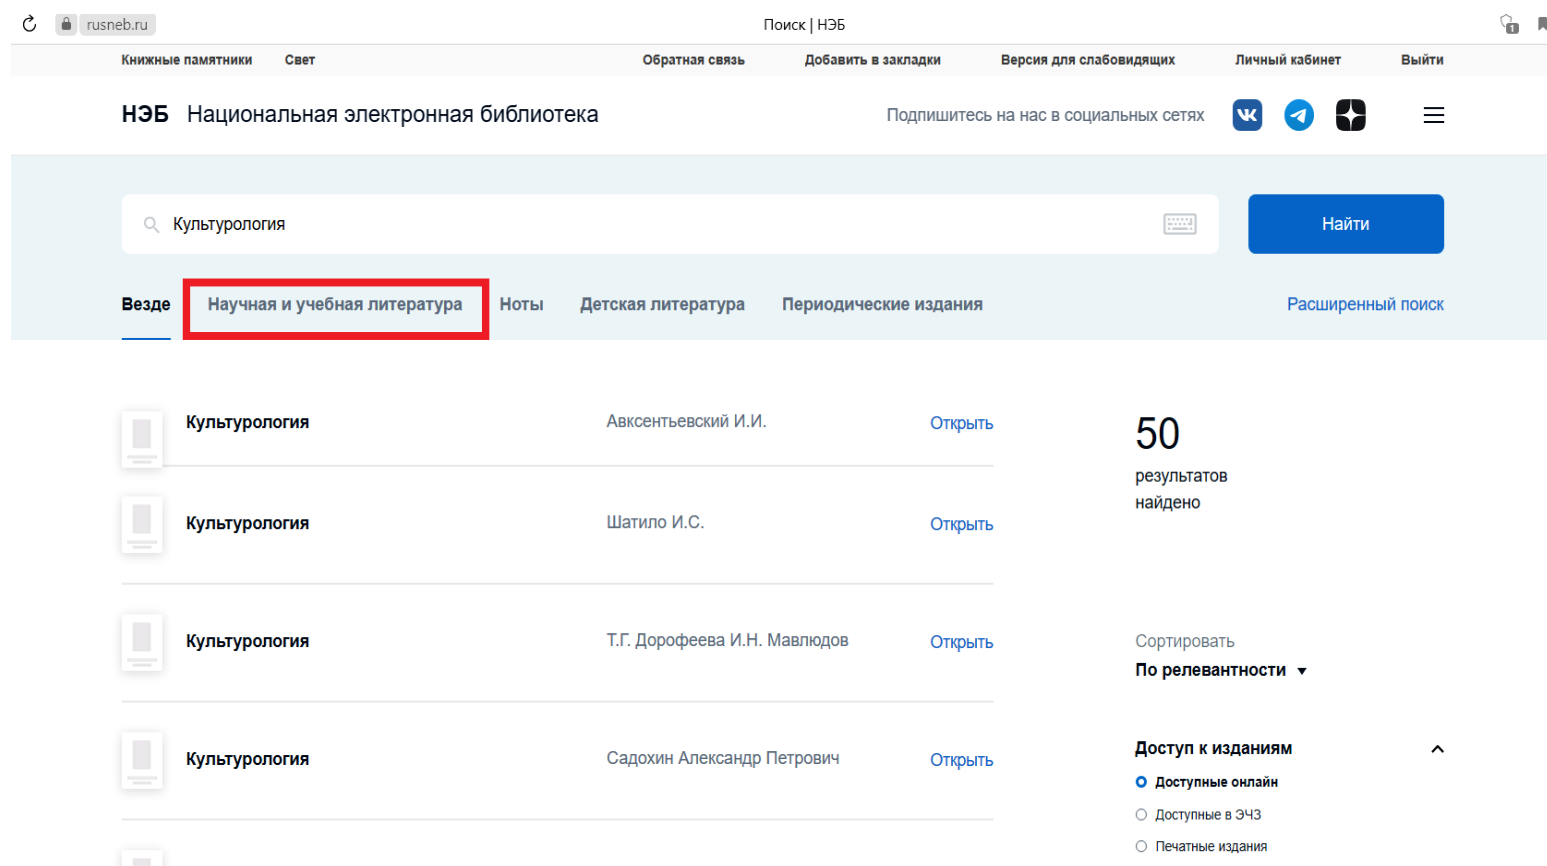 rusneb.ru
Поиск | НЭБ
1
Книжные памятники Свет Обратная связь Добавить в закладки Версия для слабовидящих Личный кабинет Выйти
НЭБ Национальная электронная библиотека Подпишитесь на нас в социальных сетях
Культурология Найти
Везде Научная и учебная литература Ноты Детская литература Периодические издания Расширенный поиск
Культурология Авксентьевский И.И. Открыть
50
результатов
найдено
Культурология Шатило И.С. Открыть
Культурология Т.Г. Дорофеева И.Н. Мавлюдов Открыть
Сортировать
По релевантности
Культурология Садохин Александр Петрович Открыть
Доступ к изданиям
Доступные онлайн
Доступные в ЭЧЗ
Печатные издания